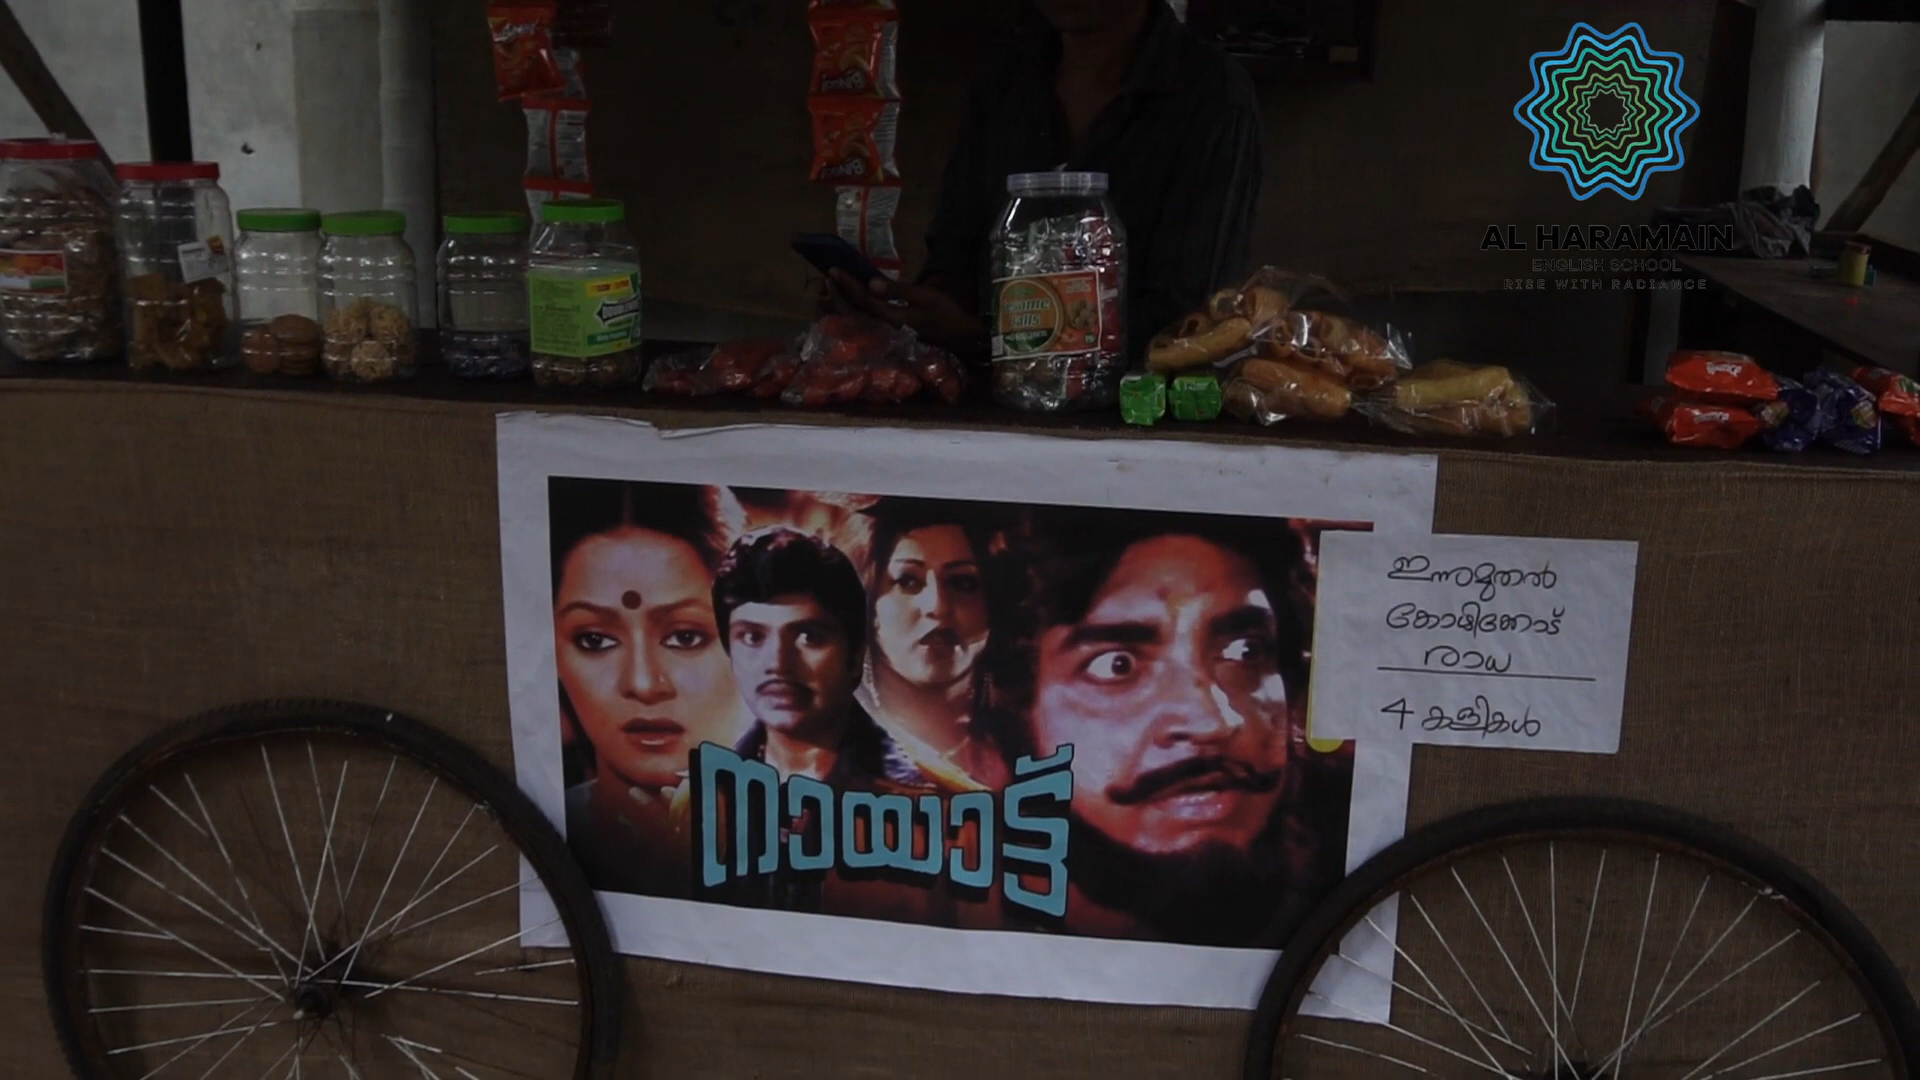 AL HARAMAIN
ENGLISH SCHOOL
RISE WITH RADIANCE
നായാട്ട്
ഇന്നുമുതൽ
കോഴിക്കോട്
രാധ
4 കളികൾ